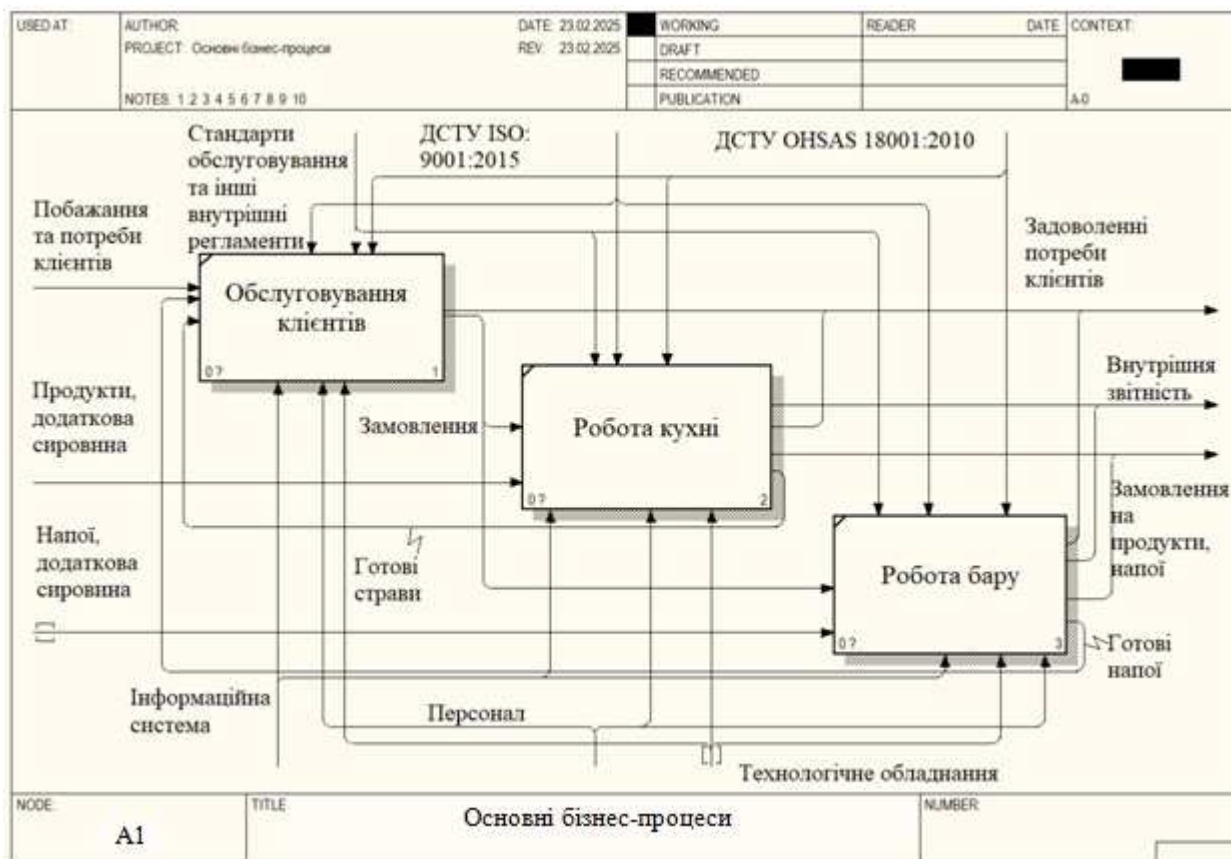 USED AT:
AUTHOR:
DATE: 23.02.2025
WORKING
READER
DATE
CONTEXT:
PROJECT: Основні бізнес-процеси
REV: 23.02.2025
DRAFT
RECOMMENDED
NOTES: 1 2 3 4 5 6 7 8 9 10
PUBLICATION
A-0
Стандарти
обслуговування
та інші
внутрішні
регламенти
ДСТУ ISO:
9001:2015
ДСТУ OHSAS 18001:2010
Побажання
та потреби
клієнтів
Задоволенні
потреби
клієнтів
Обслуговування
клієнтів
0 ?
1
Продукти,
додаткова
сировина
Замовлення
Робота кухні
0 ?
2
Внутрішня
звітність
Замовлення
на
продукти,
напої
Напої,
додаткова
сировина
Готові
страви
Робота бару
0 ?
3
Готові
напої
Інформаційна
система
Персонал
Технологічне обладнання
NODE:
A1
TITLE
Основні бізнес-процеси
NUMBER: